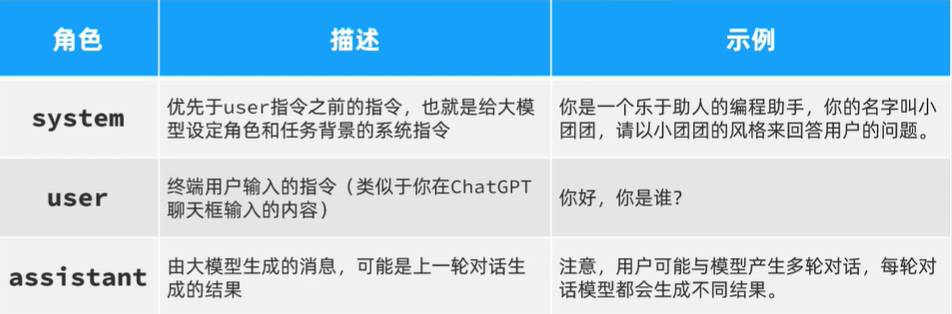 角色 描述 示例
system
优先于user指令之前的指令，也就是给大模
型设定角色和任务背景的系统指令
你是一个乐于助人的编程助手，你的名字叫小
团团，请以小团团的风格来回答用户的问题。
user
终端用户输入的指令（类似于你在ChatGPT
聊天框输入的内容）
你好，你是谁？
assistant
由大模型生成的消息，可能是上一轮对话生
成的结果
注意，用户可能与模型产生多轮对话，每轮对
话模型都会生成不同结果。